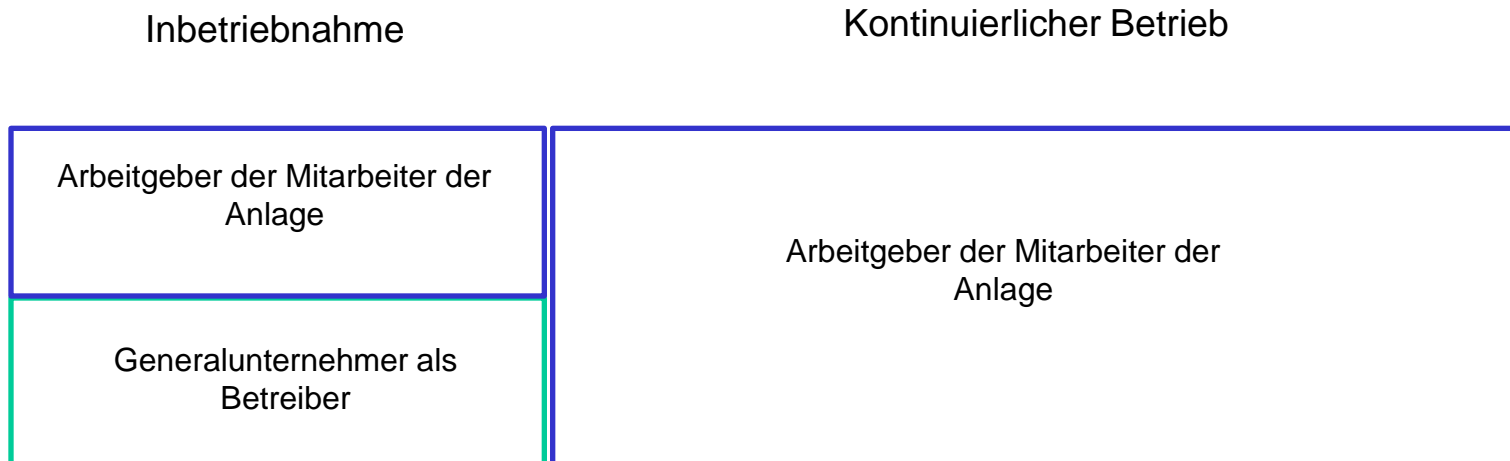 Inbetriebnahme
Kontinuierlicher Betrieb
Arbeitgeber der Mitarbeiter der
Anlage
Generalunternehmer als
Betreiber
Arbeitgeber der Mitarbeiter der
Anlage